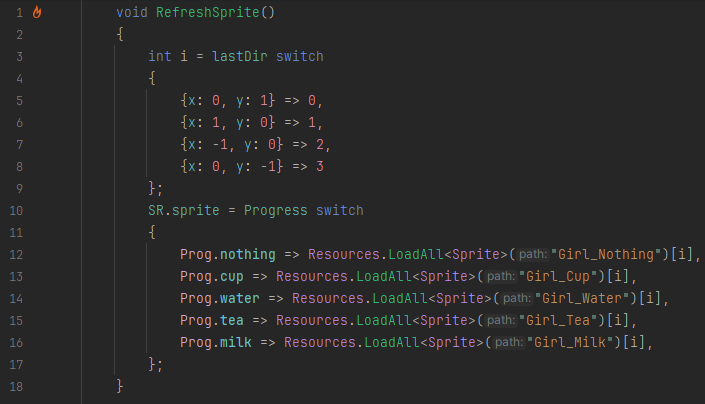 1 void RefreshSprite()
2 {
3 int i = lastDir switch
4 {
5 {x: 0, y: 1} => 0,
6 {x: 1, y: 0} => 1,
7 {x: -1, y: 0} => 2,
8 {x: 0, y: -1} => 3
9 };
10 SR.sprite = Progress switch
11 {
12 Prog.nothing => Resources.LoadAll<Sprite>(path:"Girl_Nothing")[i],
13 Prog.cup => Resources.LoadAll<Sprite>(path:"Girl_Cup")[i],
14 Prog.water => Resources.LoadAll<Sprite>(path:"Girl_Water")[i],
15 Prog.tea => Resources.LoadAll<Sprite>(path:"Girl_Tea")[i],
16 Prog.milk => Resources.LoadAll<Sprite>(path:"Girl_Milk")[i],
17 };
18 }